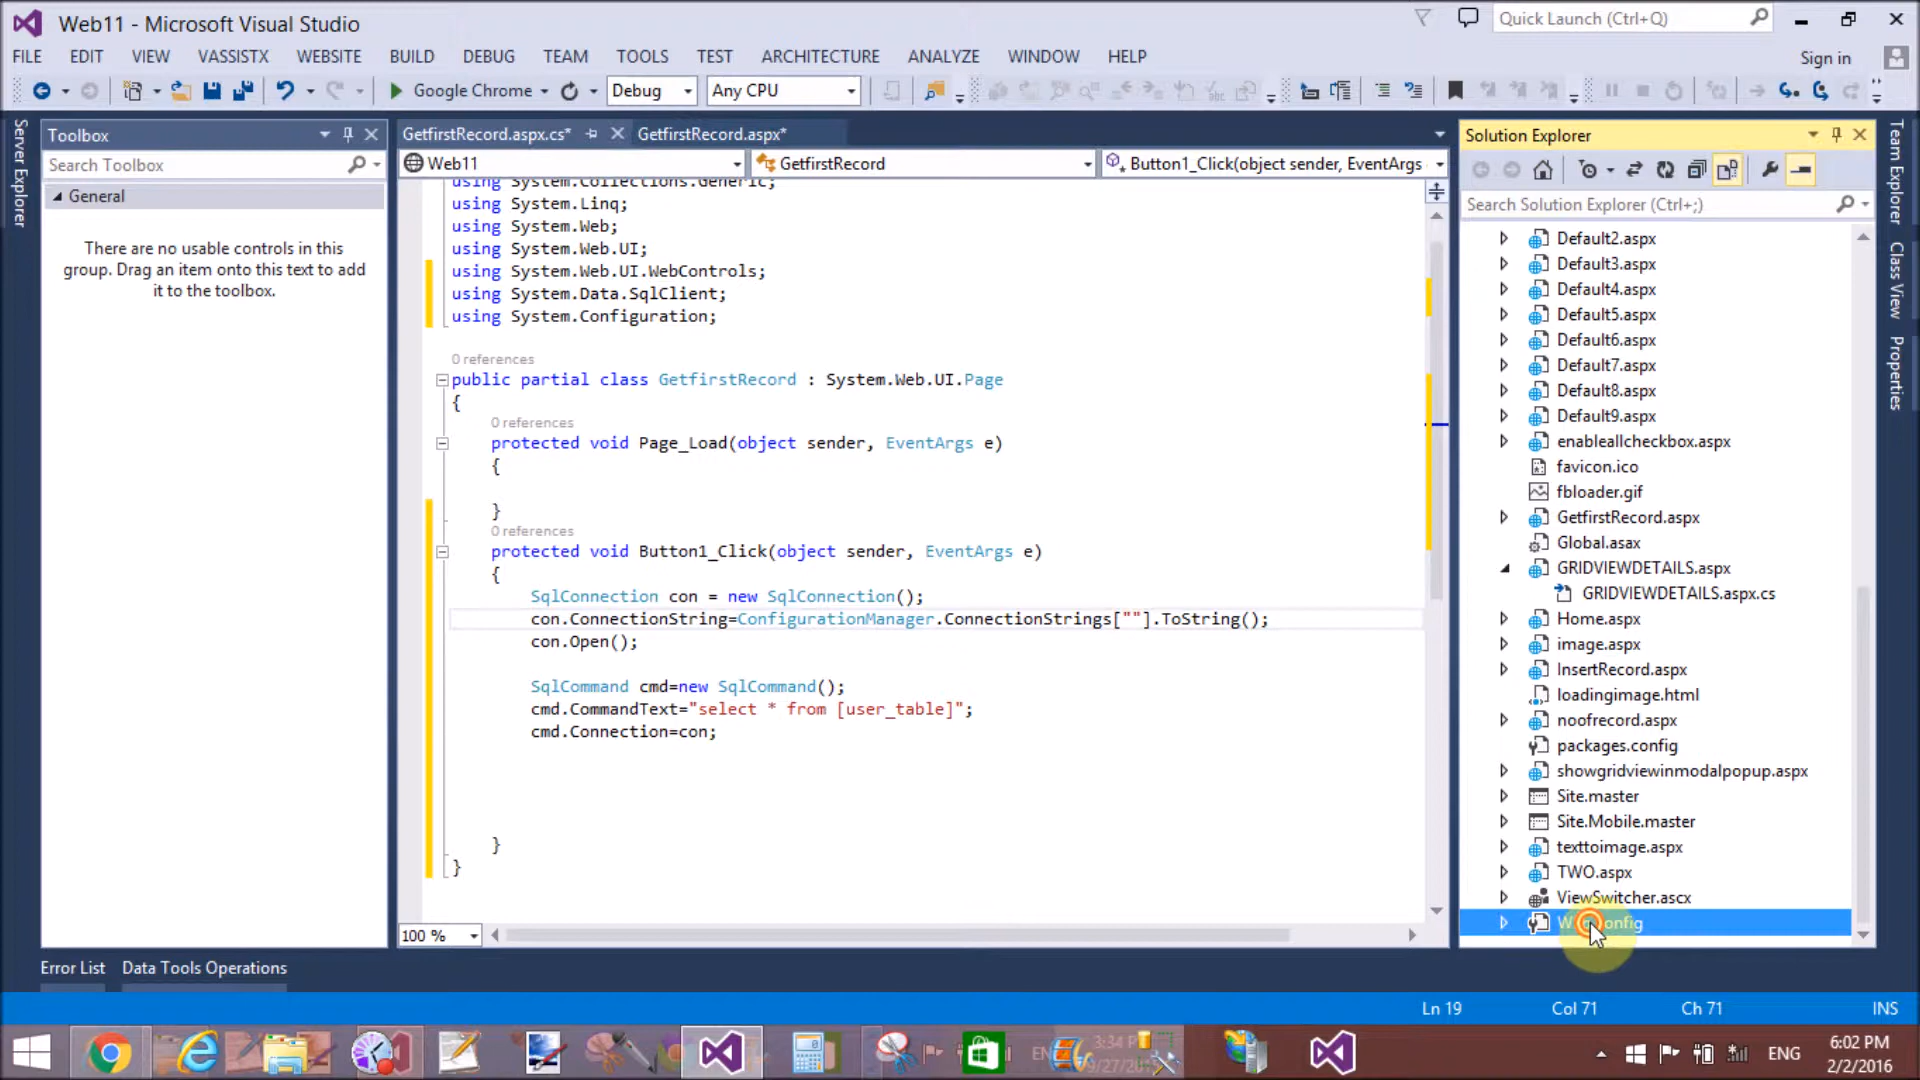 Web11 - Microsoft Visual Studio
Quick Launch (Ctrl+Q)
FILE EDIT VIEW VASSISTX WEBSITE BUILD DEBUG TEAM TOOLS TEST ARCHITECTURE ANALYZE WINDOW HELP
Sign in
Google Chrome Debug Any CPU
Server Explorer
Toolbox
Search Toolbox
General
There are no usable controls in this
group. Drag an item onto this text to add
it to the toolbox.
GetfirstRecord.aspx.cs* GetfirstRecord.aspx*
Web11 GetfirstRecord Button1_Click(object sender, EventArgs
using System.Collections.Generic;
using System.Linq;
using System.Web;
using System.Web.UI;
using System.Web.UI.WebControls;
using System.Data.SqlClient;
using System.Configuration;
0 references
public partial class GetfirstRecord : System.Web.UI.Page
{
0 references
protected void Page_Load(object sender, EventArgs e)
{
}
0 references
protected void Button1_Click(object sender, EventArgs e)
{
SqlConnection con = new SqlConnection();
con.ConnectionString=ConfigurationManager.ConnectionStrings[""].ToString();
con.Open();
SqlCommand cmd=new SqlCommand();
cmd.CommandText="select * from [user_table]";
cmd.Connection=con;
}
}
100 %
Solution Explorer
Search Solution Explorer (Ctrl+;)
Default2.aspx
Default3.aspx
Default4.aspx
Default5.aspx
Default6.aspx
Default7.aspx
Default8.aspx
Default9.aspx
enableallcheckbox.aspx
favicon.ico
fbloader.gif
GetfirstRecord.aspx
Global.asax
GRIDVIEWDETAILS.aspx
GRIDVIEWDETAILS.aspx.cs
Home.aspx
image.aspx
InsertRecord.aspx
loadingimage.html
noofrecord.aspx
packages.config
showgridviewinmodalpopup.aspx
Site.master
Site.Mobile.master
texttoimage.aspx
TWO.aspx
ViewSwitcher.ascx
Team Explorer
Class View
Properties
Error List Data Tools Operations
Ln 19 Col 71 Ch 71 INS
3:34 PM
ENG
6:02 PM
2/2/2016